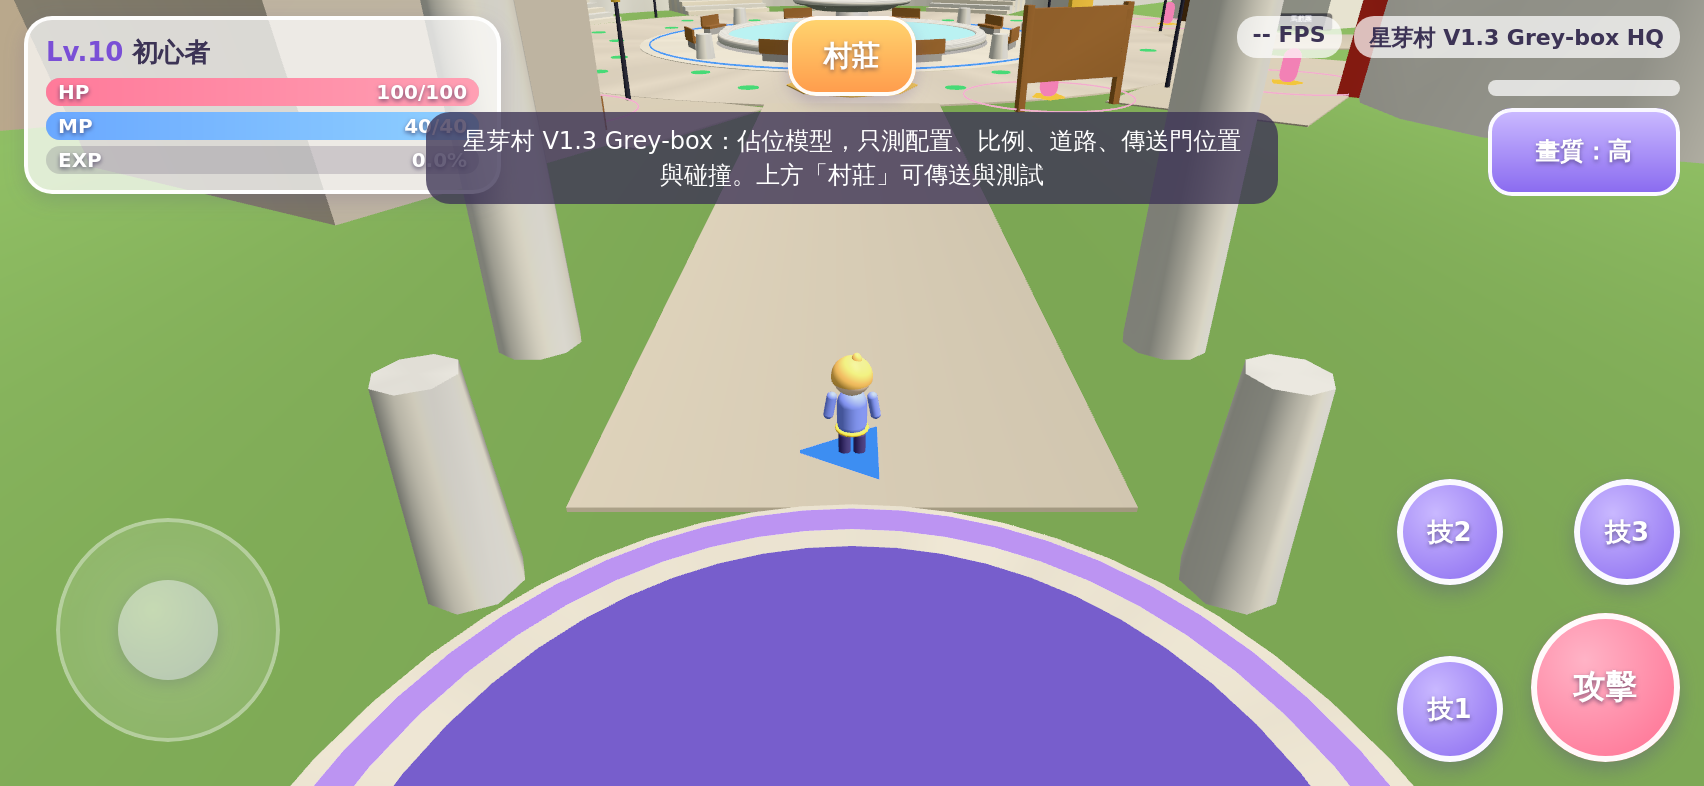 Lv.10 初心者
HP 100/100
MP 40/40
EXP 0.0%
村莊
-- FPS
星芽村 V1.3 Grey-box HQ
星芽村 V1.3 Grey-box：佔位模型，只測配置、比例、道路、傳送門位置
與碰撞。上方「村莊」可傳送與測試
畫質：高
技2
技3
技1
攻擊